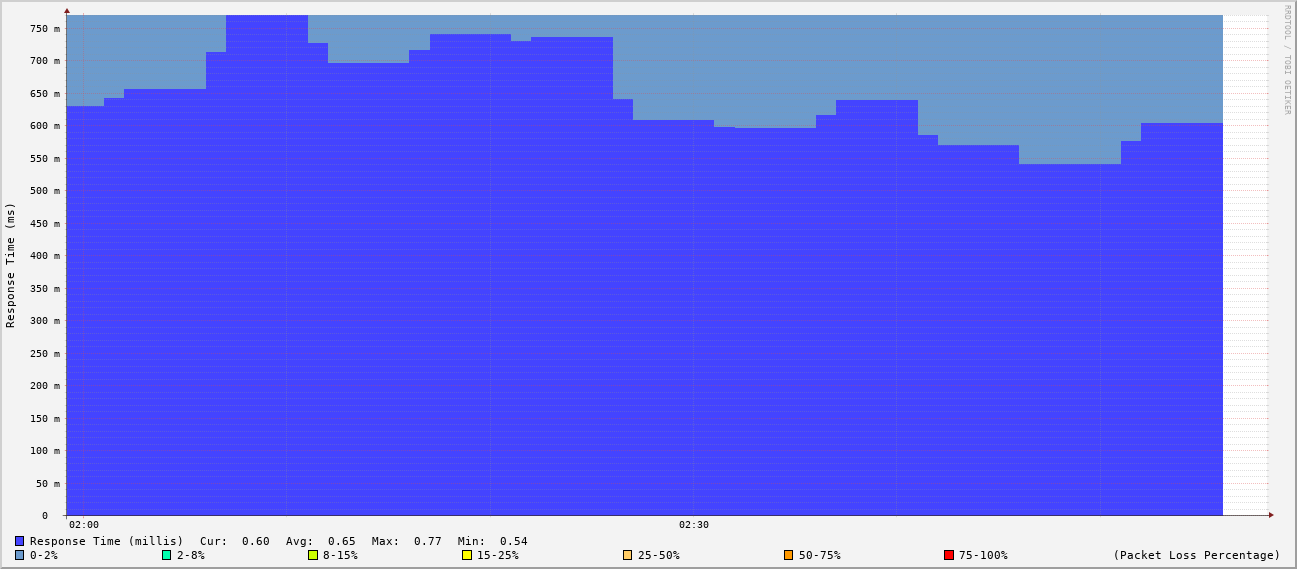 RRDTOOL / TOBI OETIKER
Response Time (ms)
750 m
700 m
650 m
600 m
550 m
500 m
450 m
400 m
350 m
300 m
250 m
200 m
150 m
100 m
50 m
0
02:00 02:30
Response Time (millis) Cur: 0.60 Avg: 0.65 Max: 0.77 Min: 0.54
0-2% 2-8% 8-15% 15-25% 25-50% 50-75% 75-100% (Packet Loss Percentage)